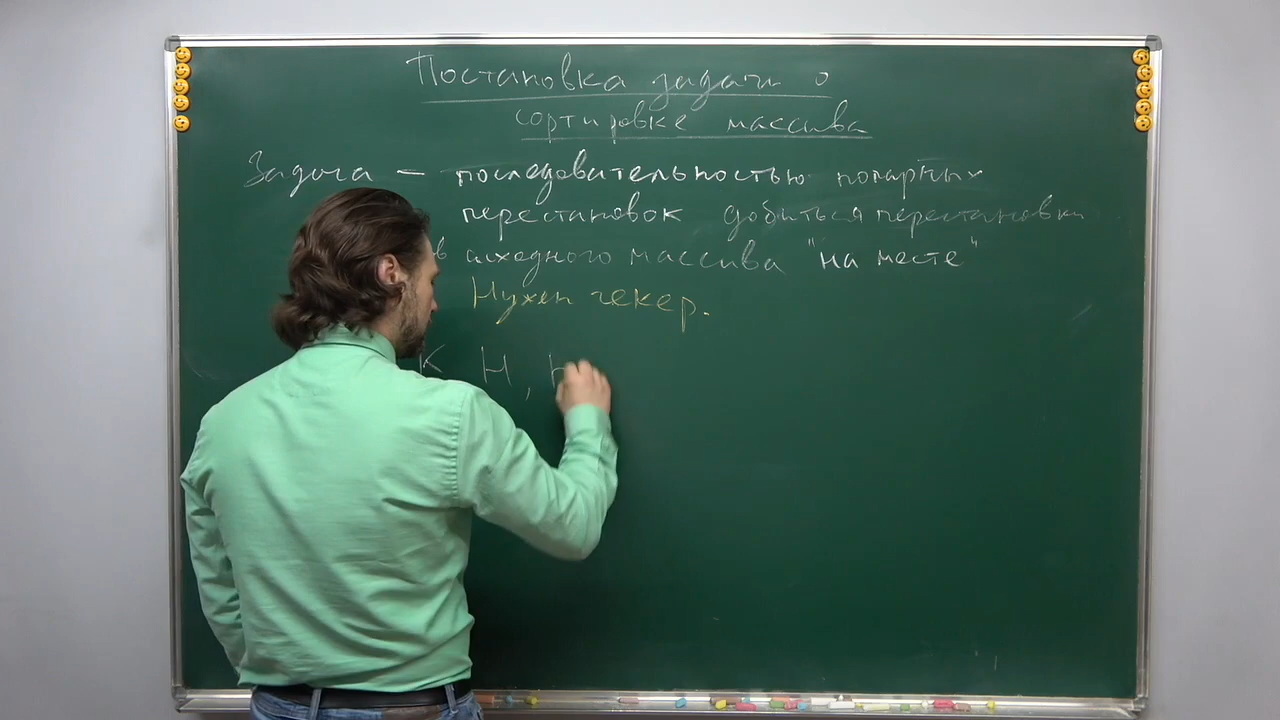 Постановка задачи о
сортировке массива
Задача — последовательностью попарных
перестановок добиться перестановки
в исходного массива "на месте"
Нужен чекер.
К Н,